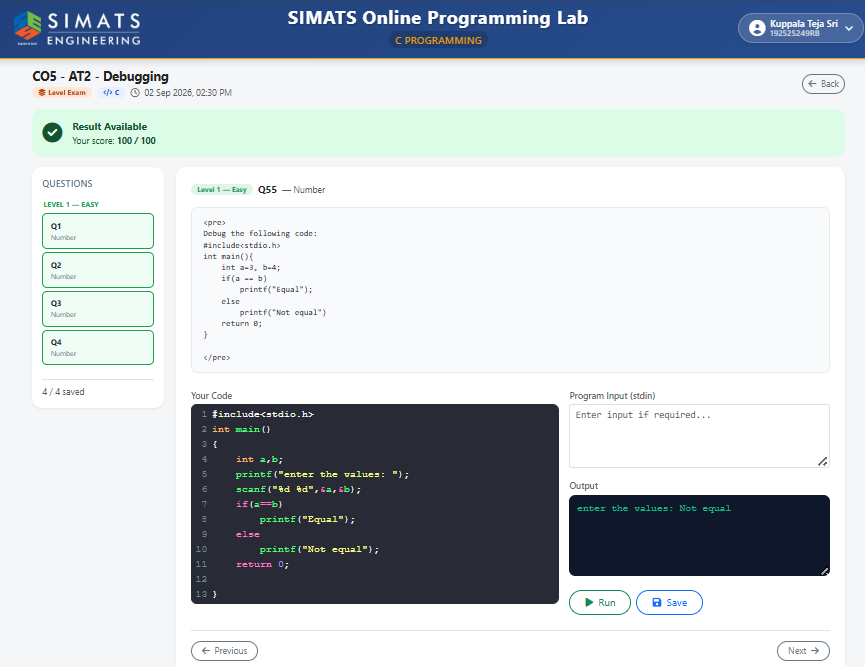 SIMATS
ENGINEERING
SIMATS Online Programming Lab
C PROGRAMMING
Kuppala Teja Sri
192525249RB
CO5 - AT2 - Debugging
Level Exam
</> C
02 Sep 2026, 02:30 PM
← Back
Result Available
Your score: 100 / 100
QUESTIONS
LEVEL 1 — EASY
Q1
Number
Q2
Number
Q3
Number
Q4
Number
4 / 4 saved
Level 1 — Easy Q55 — Number
<pre>
Debug the following code:
#include<stdio.h>
int main(){
    int a=3, b=4;
    if(a == b)
        printf("Equal");
    else
        printf("Not equal")
    return 0;
}
</pre>
Your Code
1 #include<stdio.h>
2 int main()
3 {
4     int a,b;
5     printf("enter the values: ");
6     scanf("%d %d",&a,&b);
7     if(a==b)
8         printf("Equal");
9     else
10         printf("Not equal");
11     return 0;
12
13 }
Program Input (stdin)
Enter input if required...
Output
enter the values: Not equal
Run
Save
← Previous
Next →